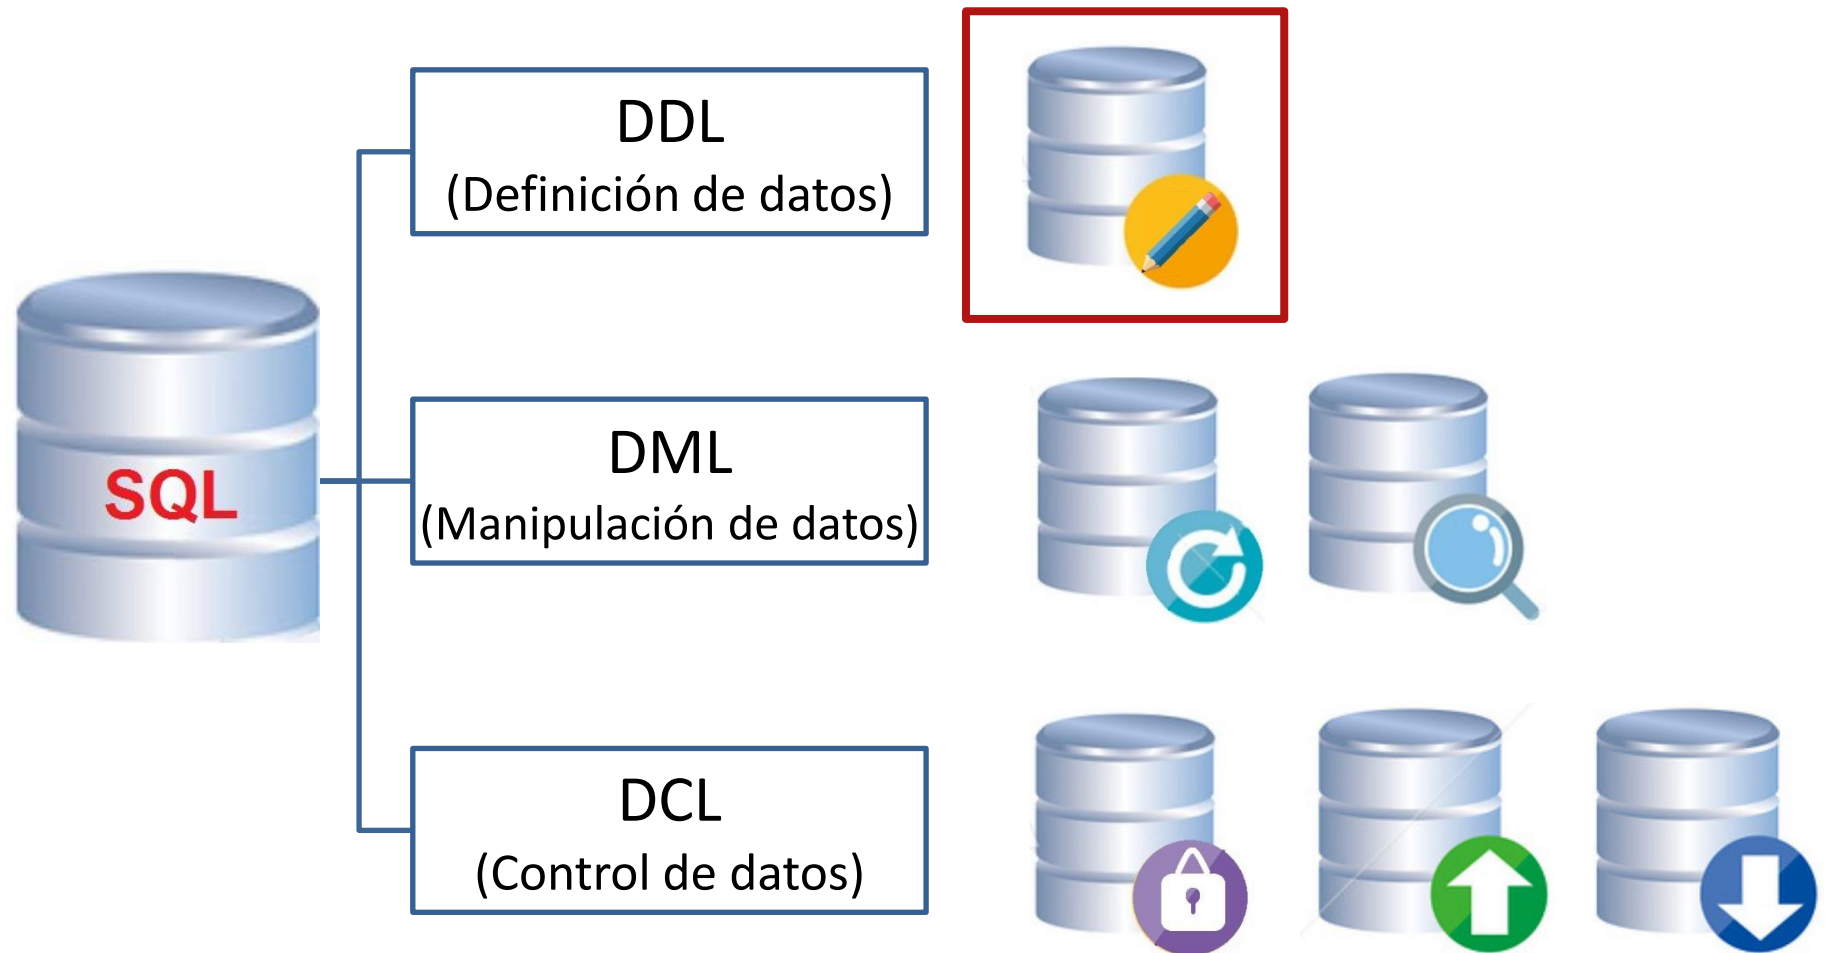 DDL
(Definición de datos)
SQL
DML
(Manipulación de datos)
DCL
(Control de datos)